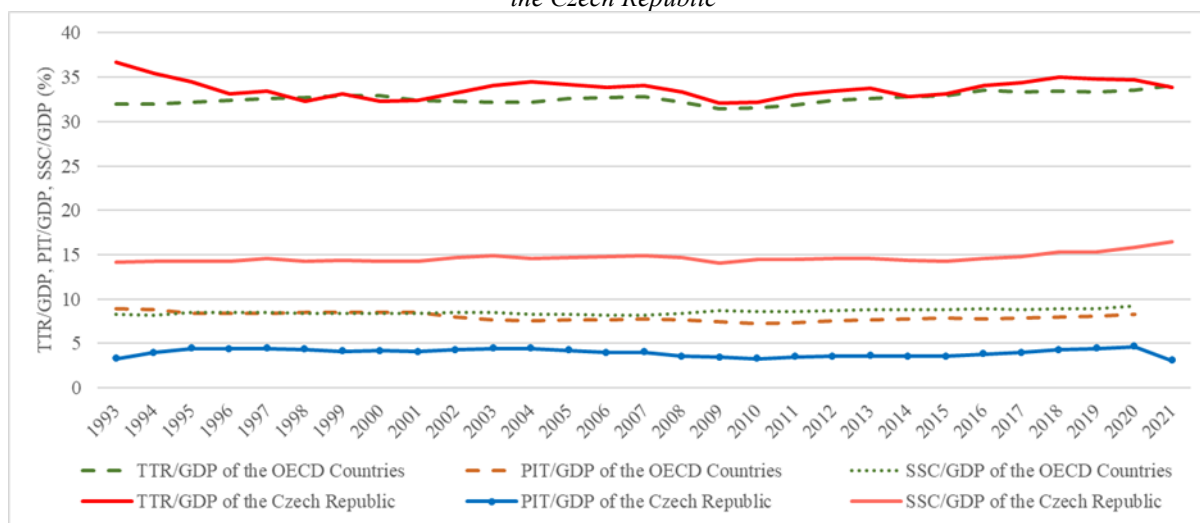 the Czech Republic
40
35
30
25
20
15
10
5
0
TTR/GDP, PIT/GDP, SSC/GDP (%)
1993 1994 1995 1996 1997 1998 1999 2000 2001 2002 2003 2004 2005 2006 2007 2008 2009 2010 2011 2012 2013 2014 2015 2016 2017 2018 2019 2020 2021
TTR/GDP of the OECD Countries PIT/GDP of the OECD Countries SSC/GDP of the OECD Countries
TTR/GDP of the Czech Republic PIT/GDP of the Czech Republic SSC/GDP of the Czech Republic